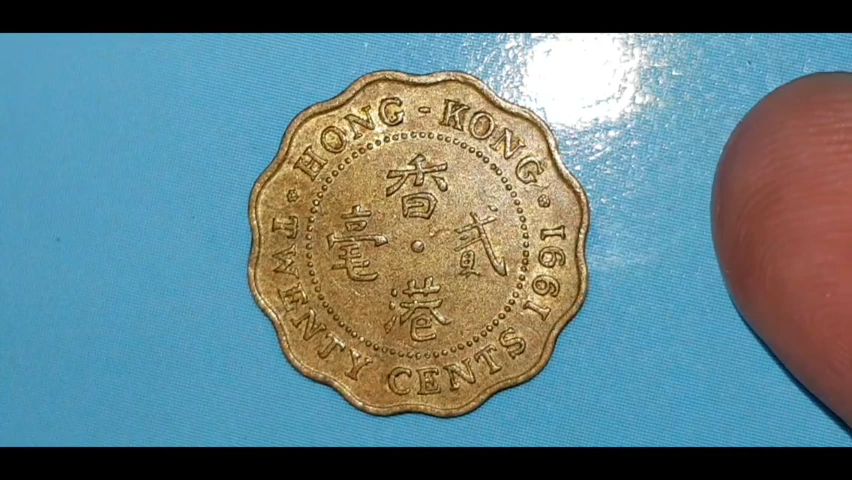 HONG - KONG
香港
貳毫
TWENTY CENTS 1991